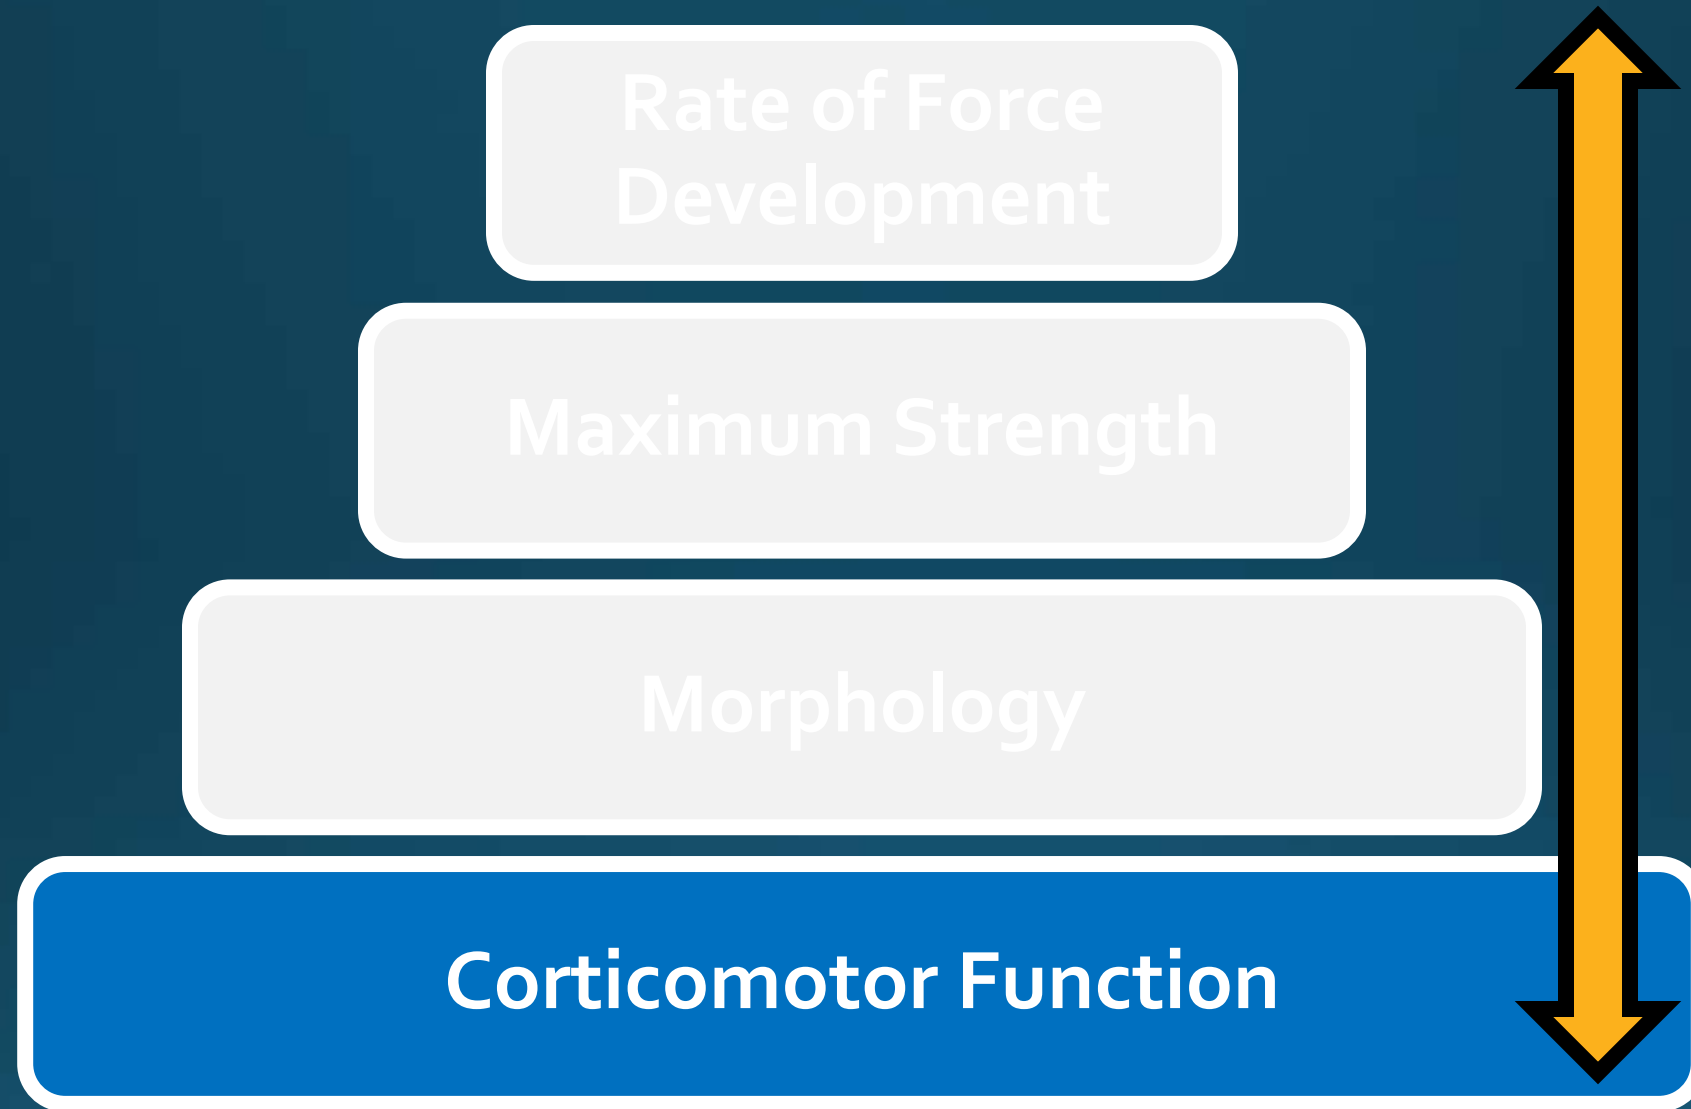 Rate of Force
Development
Maximum Strength
Morphology
Corticomotor Function